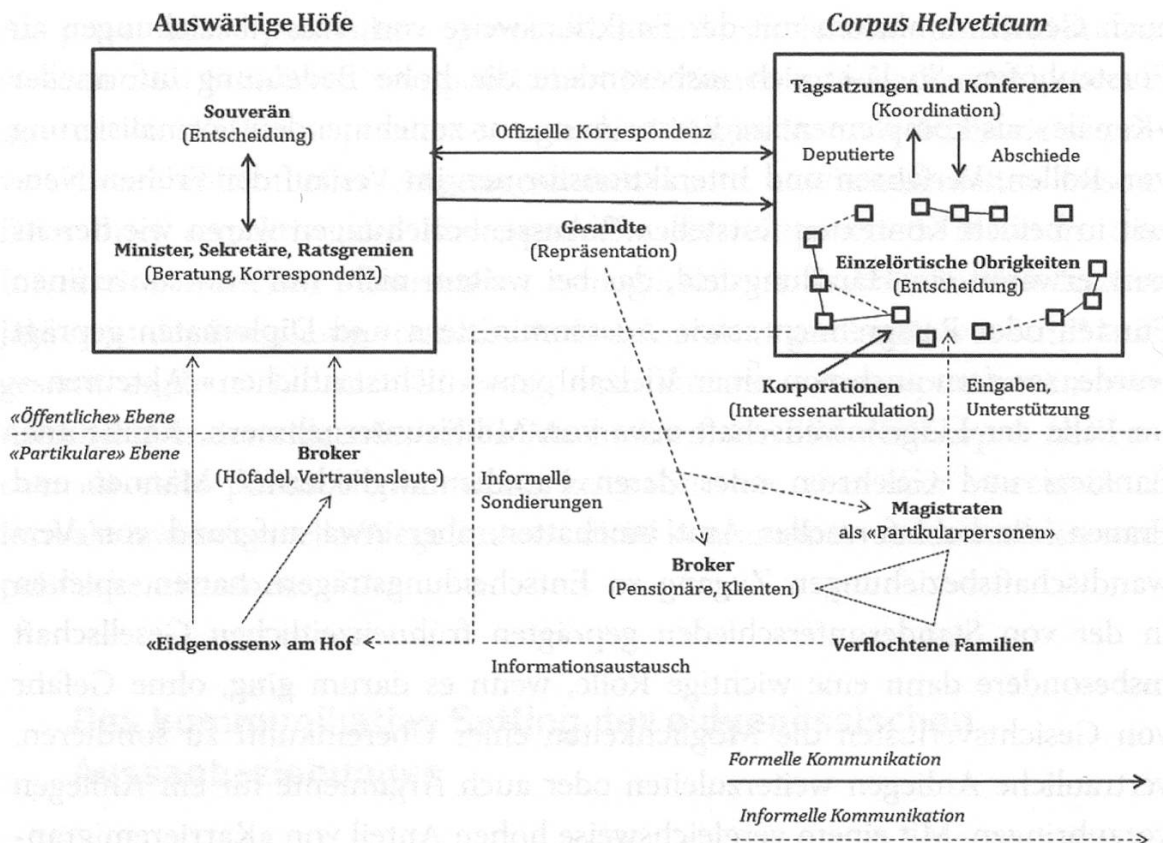 Auswärtige Höfe
Corpus Helveticum
Souverän
(Entscheidung)
Minister, Sekretäre, Ratsgremien
(Beratung, Korrespondenz)
Offizielle Korrespondenz
Gesandte
(Repräsentation)
Tagsatzungen und Konferenzen
(Koordination)
Deputierte
Abschiede
Einzelörtische Obrigkeiten
(Entscheidung)
Korporationen
(Interessenartikulation)
Eingaben,
Unterstützung
«Öffentliche» Ebene
«Partikulare» Ebene
Broker
(Höfadel, Vertrauensleute)
Informelle
Sondierungen
Magistraten
als «Partikularpersonen»
Broker
(Pensionäre, Klienten)
«Eidgenossen» am Hof
Informationsaustausch
Verflochtene Familien
Formelle Kommunikation
Informelle Kommunikation